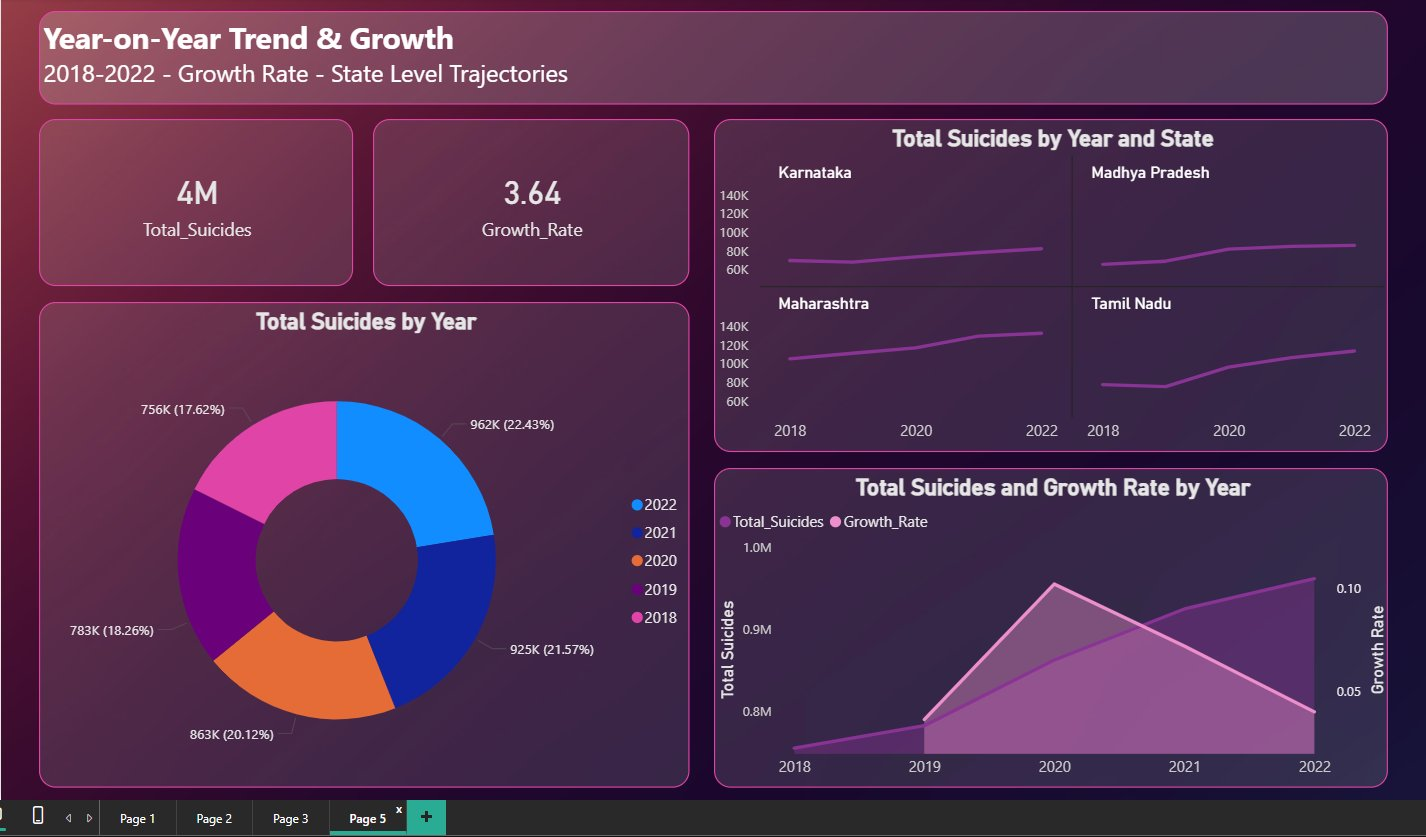 Year-on-Year Trend & Growth
2018-2022 - Growth Rate - State Level Trajectories
4M
Total_Suicides
3.64
Growth_Rate
Total Suicides by Year
756K (17.62%)
962K (22.43%)
783K (18.26%)
925K (21.57%)
863K (20.12%)
2022
2021
2020
2019
2018
Total Suicides by Year and State
Karnataka
Madhya Pradesh
140K
120K
100K
80K
60K
Maharashtra
Tamil Nadu
140K
120K
100K
80K
60K
2018 2020 2022 2018 2020 2022
Total Suicides and Growth Rate by Year
Total_Suicides Growth_Rate
1.0M
0.9M
0.8M
Total Suicides
0.10
0.05
Growth Rate
2018 2019 2020 2021 2022
Page 1 Page 2 Page 3 Page 5 x +